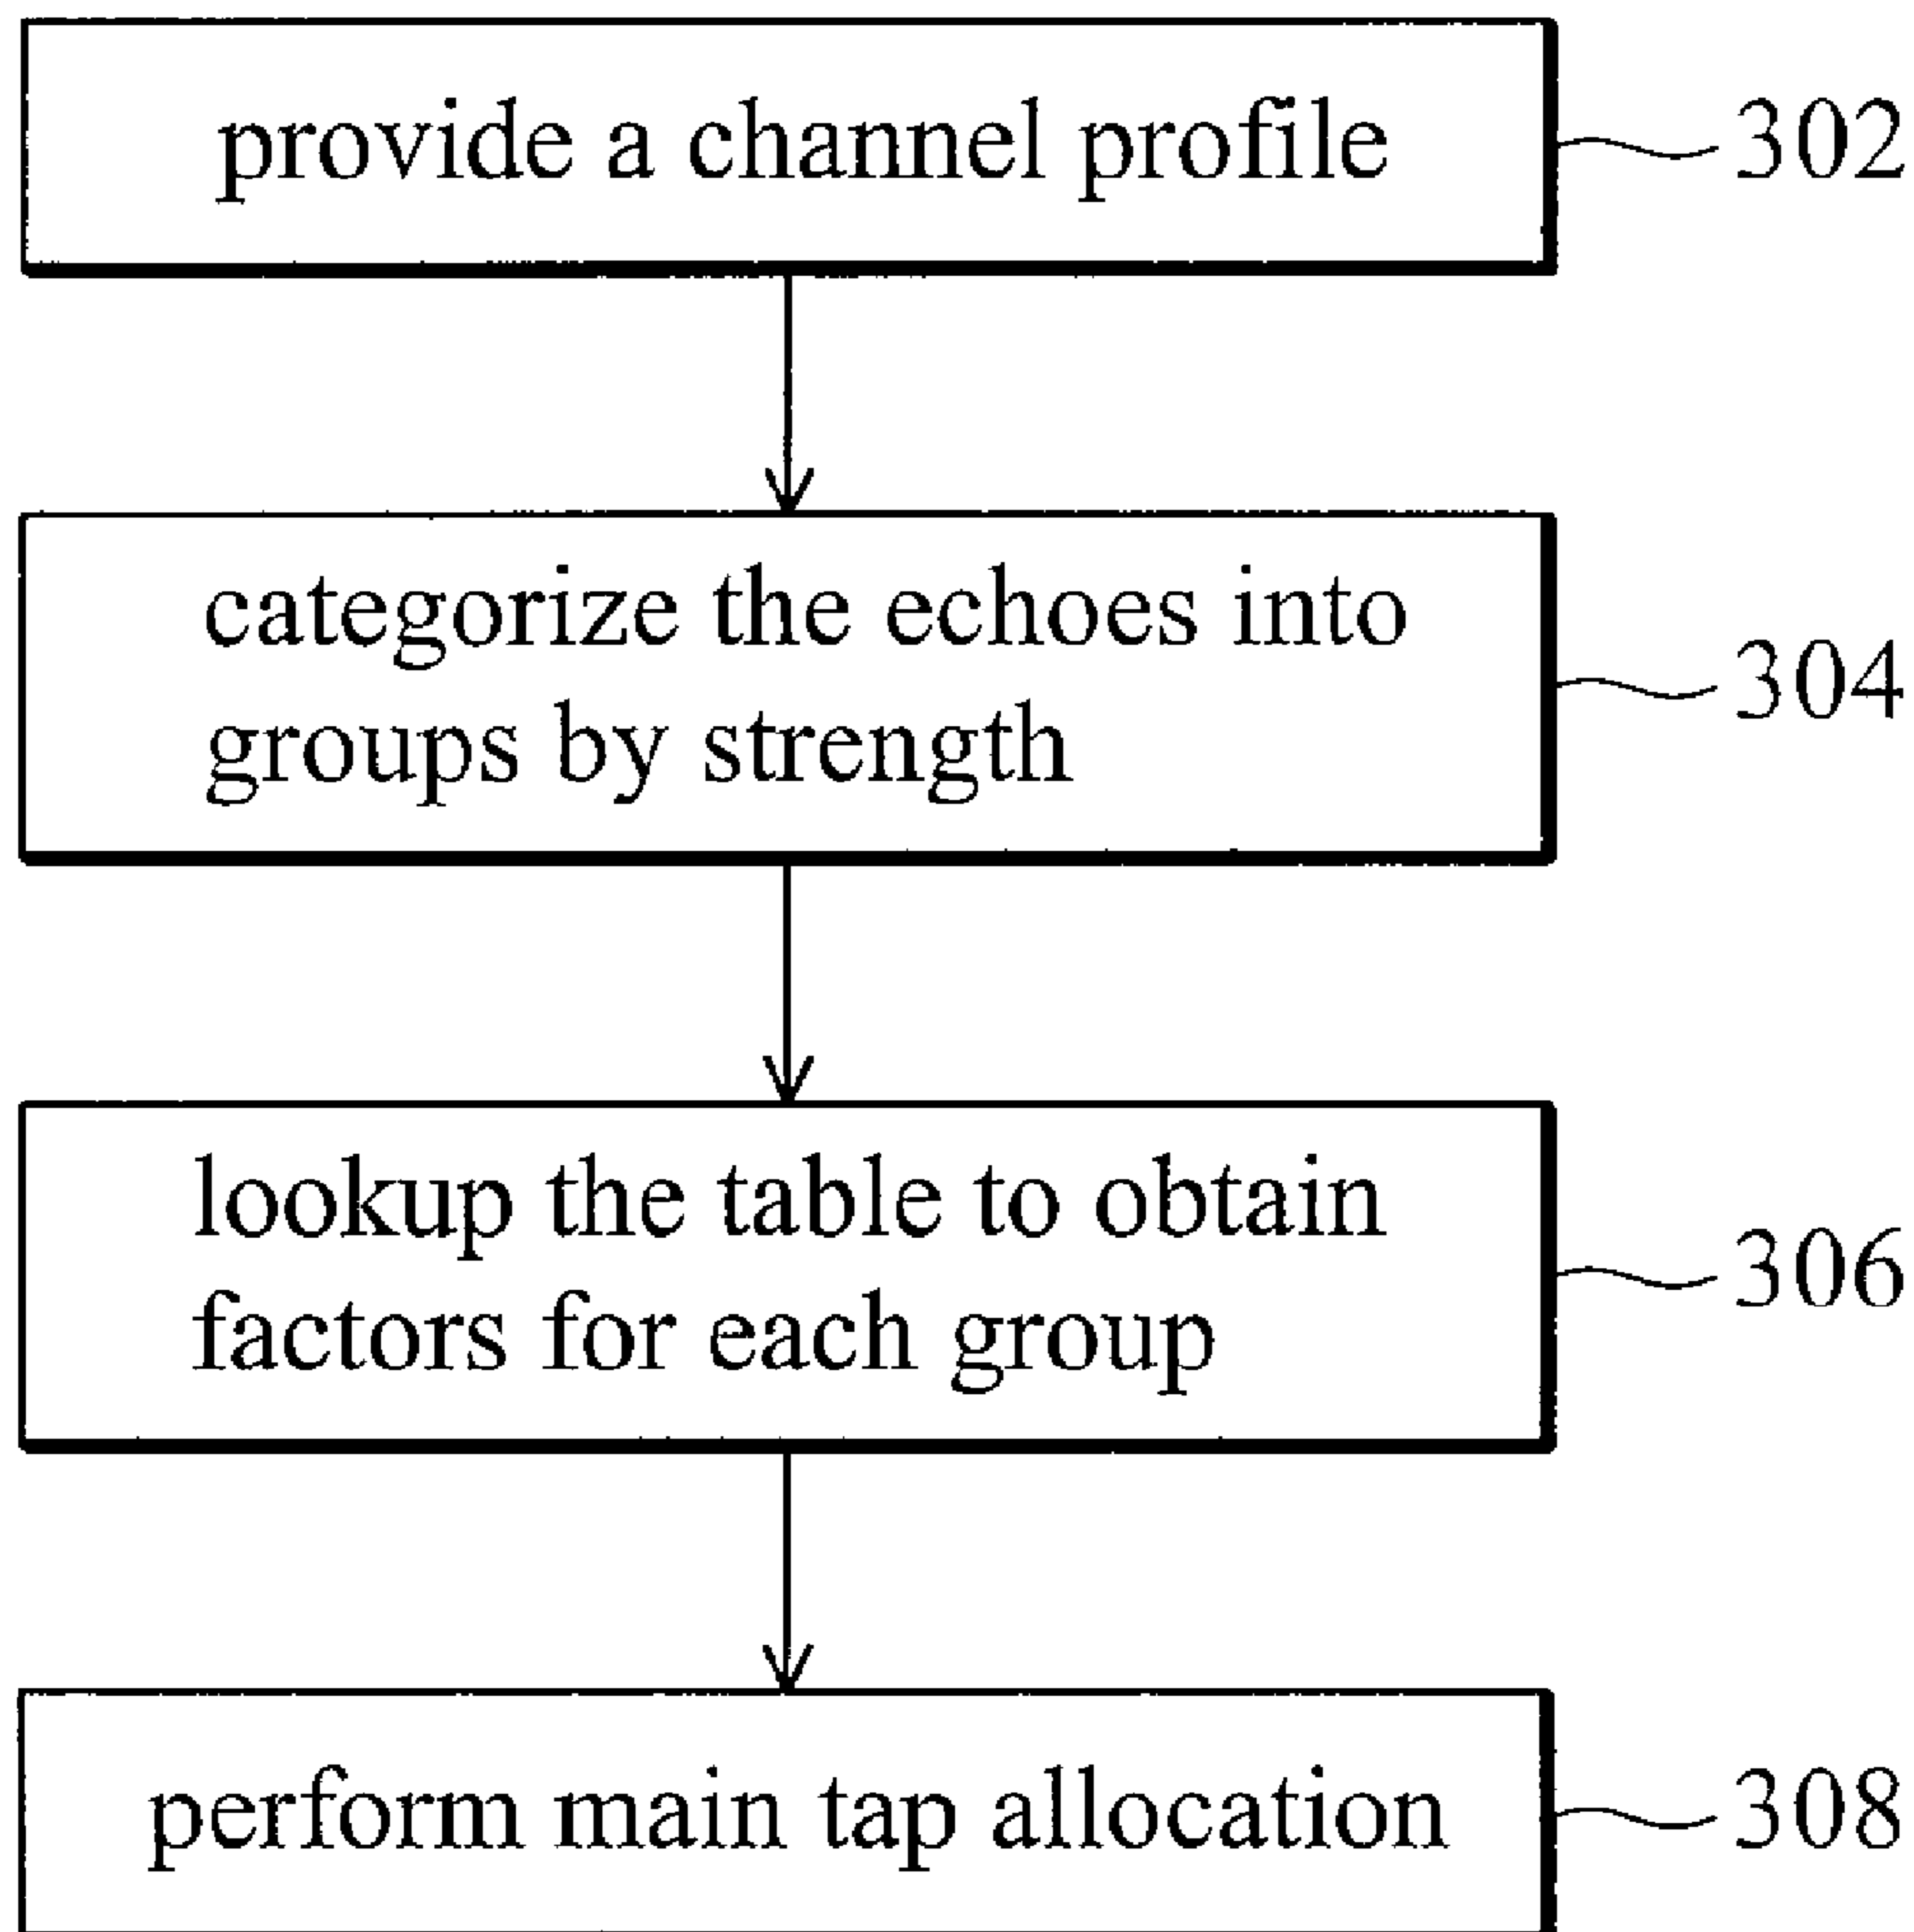 provide a channel profile
302
categorize the echoes into
groups by strength
304
lookup the table to obtain
factors for each group
306
perform main tap allocation
308